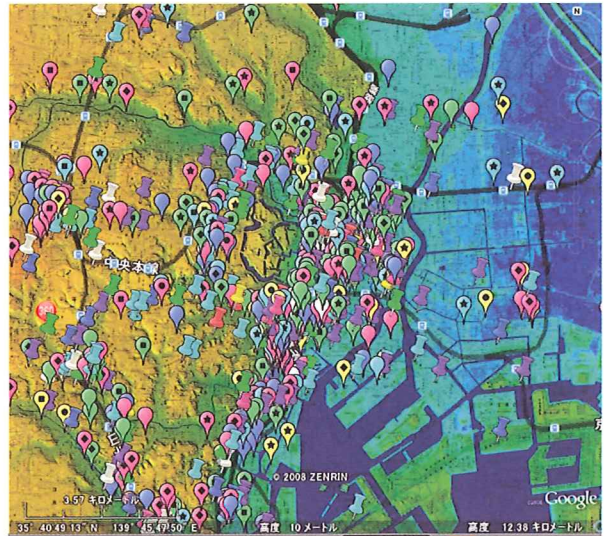 N
中央本線
© 2008 ZENRIN
3.57 キロメートル
Google
35° 40 49 13" N 139° 45 47.50" E 高度 10 メートル 高度 12.38 キロメートル